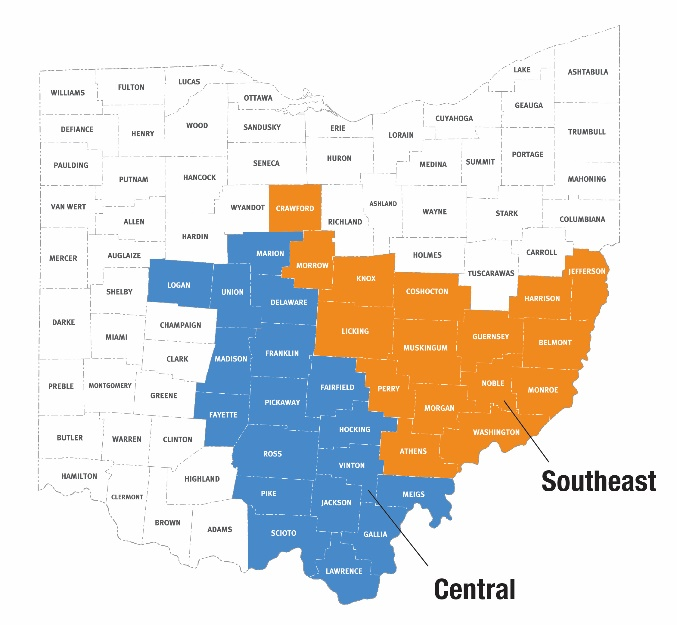 LAKE
ASHTABULA
WILLIAMS
FULTON
LUCAS
OTTAWA
GEAUGA
CUYAHOGA
DEFIANCE
HENRY
WOOD
SANDUSKY
ERIE
LORAIN
TRUMBULL
PAULDING
SENECA
HURON
MEDINA
SUMMIT
PORTAGE
PUTNAM
HANCOCK
MAHONING
VAN WERT
WYANDOT
CRAWFORD
RICHLAND
ASHLAND
WAYNE
STARK
COLUMBIANA
ALLEN
HARDIN
MERCER
AUGLAIZE
MARION
MORROW
HOLMES
CARROLL
TUSCARAWAS
JEFFERSON
KNOX
SHELBY
LOGAN
UNION
DELAWARE
COSHOCTON
HARRISON
DARKE
MIAMI
CHAMPAIGN
LICKING
MUSKINGUM
GUERNSEY
BELMONT
CLARK
MADISON
FRANKLIN
PREBLE
MONTGOMERY
GREENE
FAIRFIELD
PERRY
NOBLE
MONROE
FAYETTE
PICKAWAY
MORGAN
BUTLER
WARREN
CLINTON
HOCKING
WASHINGTON
ROSS
VINTON
ATHENS
HAMILTON
CLERMONT
HIGHLAND
Southeast
PIKE
JACKSON
MEIGS
BROWN
ADAMS
SCIOTO
GALLIA
LAWRENCE
Central